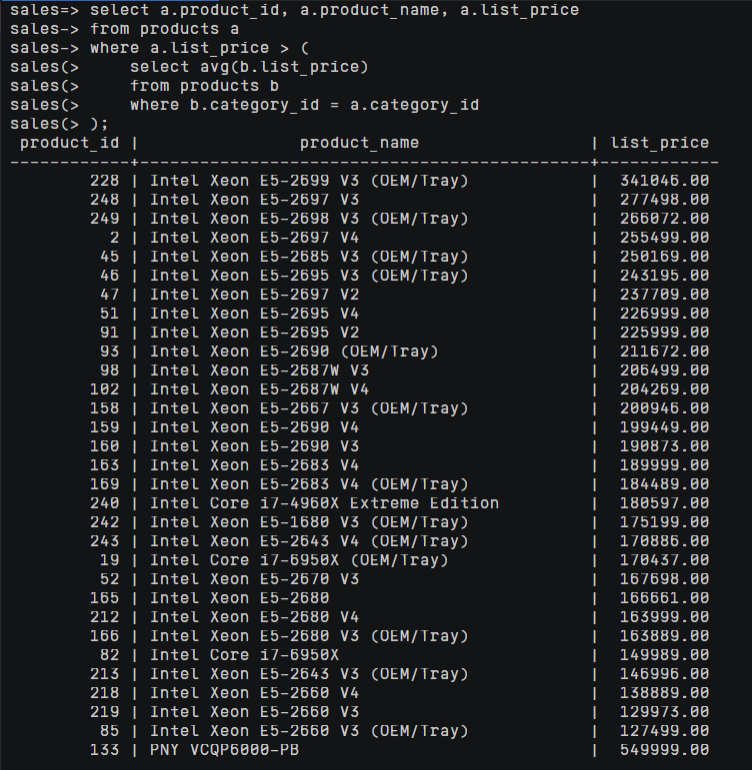 sales=> select a.product_id, a.product_name, a.list_price
sales-> from products a
sales-> where a.list_price > (
sales(>     select avg(b.list_price)
sales(>     from products b
sales(>     where b.category_id = a.category_id
sales(> );
 product_id |                product_name                 | list_price
------------+---------------------------------------------+------------
        228 | Intel Xeon E5-2699 V3 (OEM/Tray)            |  341046.00
        248 | Intel Xeon E5-2697 V3                       |  277498.00
        249 | Intel Xeon E5-2698 V3 (OEM/Tray)            |  266072.00
          2 | Intel Xeon E5-2697 V4                       |  255499.00
         45 | Intel Xeon E5-2685 V3 (OEM/Tray)            |  250169.00
         46 | Intel Xeon E5-2695 V3 (OEM/Tray)            |  243195.00
         47 | Intel Xeon E5-2697 V2                       |  237709.00
         51 | Intel Xeon E5-2695 V4                       |  226999.00
         91 | Intel Xeon E5-2695 V2                       |  225999.00
         93 | Intel Xeon E5-2690 (OEM/Tray)               |  211672.00
         98 | Intel Xeon E5-2687W V3                      |  206499.00
        102 | Intel Xeon E5-2687W V4                      |  204269.00
        158 | Intel Xeon E5-2667 V3 (OEM/Tray)            |  200946.00
        159 | Intel Xeon E5-2690 V4                       |  199449.00
        160 | Intel Xeon E5-2690 V3                       |  190873.00
        163 | Intel Xeon E5-2683 V4                       |  189999.00
        169 | Intel Xeon E5-2683 V4 (OEM/Tray)            |  184489.00
        240 | Intel Core i7-4960X Extreme Edition         |  180597.00
        242 | Intel Xeon E5-1680 V3 (OEM/Tray)            |  175199.00
        243 | Intel Xeon E5-2643 V4 (OEM/Tray)            |  170886.00
         19 | Intel Core i7-6950X (OEM/Tray)              |  170437.00
         52 | Intel Xeon E5-2670 V3                       |  167698.00
        165 | Intel Xeon E5-2680                          |  166661.00
        212 | Intel Xeon E5-2680 V4                       |  163999.00
        166 | Intel Xeon E5-2680 V3 (OEM/Tray)            |  163889.00
         82 | Intel Core i7-6950X                         |  149989.00
        213 | Intel Xeon E5-2643 V3 (OEM/Tray)            |  146996.00
        218 | Intel Xeon E5-2660 V4                       |  138889.00
        219 | Intel Xeon E5-2660 V3                       |  129973.00
         85 | Intel Xeon E5-2660 V3 (OEM/Tray)            |  127499.00
        133 | PNY VCQP6000-PB                             |  549999.00